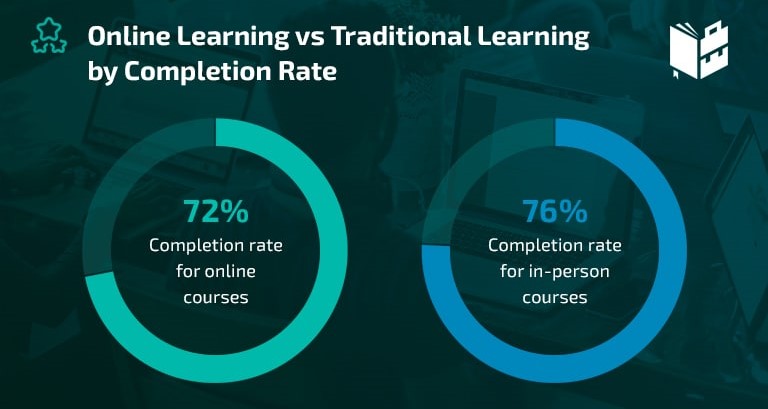 Online Learning vs Traditional Learning
by Completion Rate
72%
Completion rate
for online
courses
76%
Completion rate
for in-person
courses